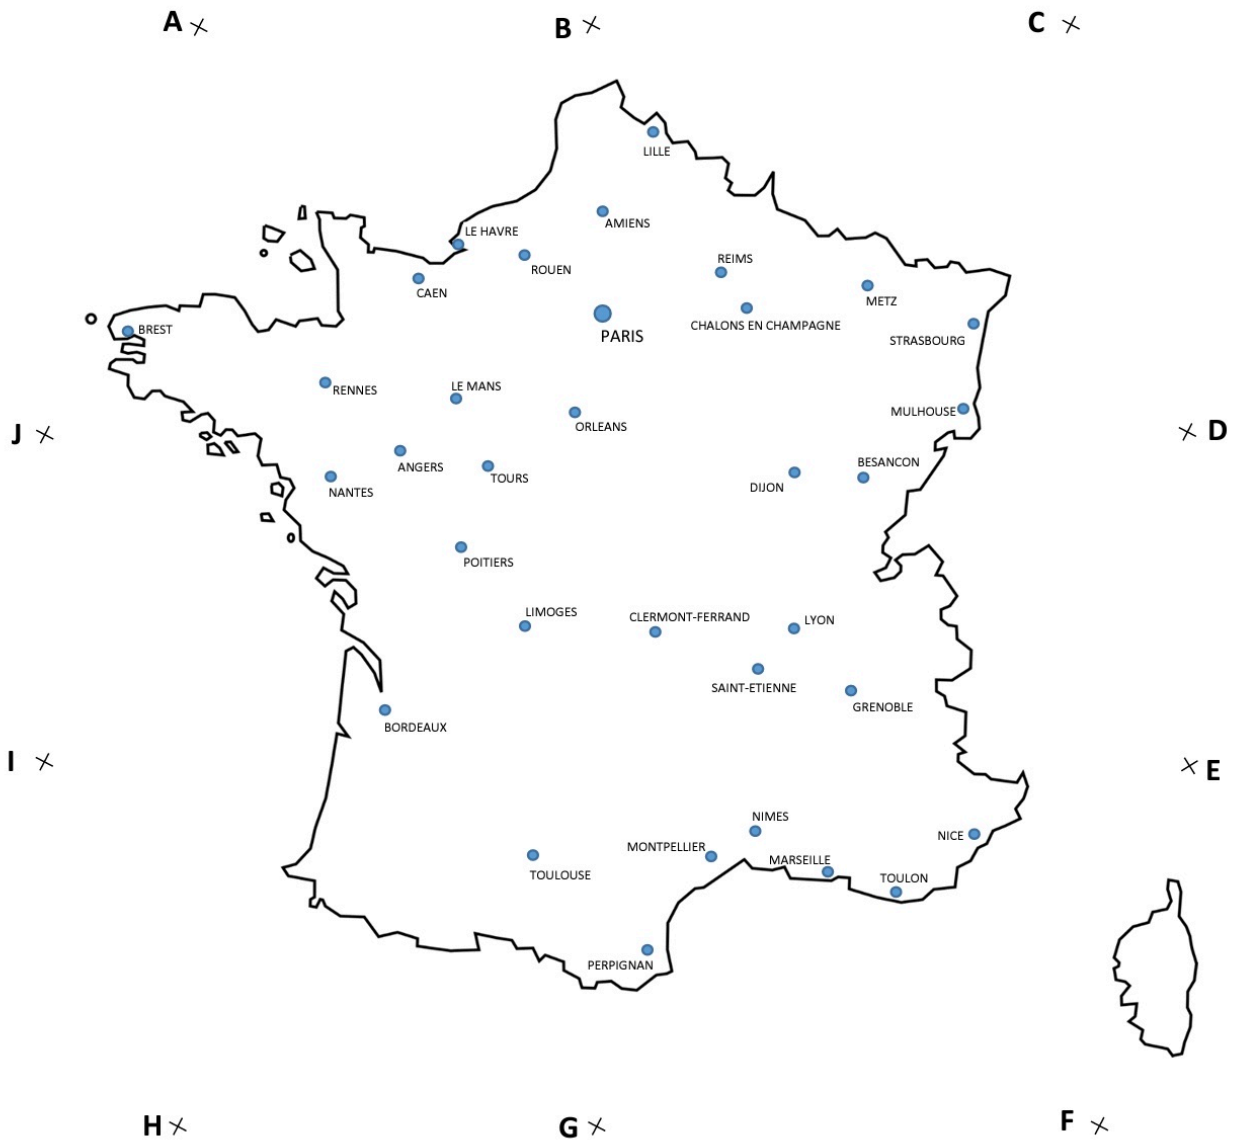 A
B
C
LILLE
AMIENS
LE HAVRE
ROUEN
REIMS
CAEN
METZ
CHALONS EN CHAMPAGNE
BREST
PARIS
STRASBOURG
RENNES
LE MANS
MULHOUSE
ORLEANS
J
D
ANGERS
TOURS
BESANCON
NANTES
DIJON
POITIERS
LIMOGES
CLERMONT-FERRAND
LYON
SAINT-ETIENNE
GRENOBLE
BORDEAUX
I
E
NIMES
NICE
MONTPELLIER
MARSEILLE
TOULOUSE
TOULON
PERPIGNAN
H
G
F